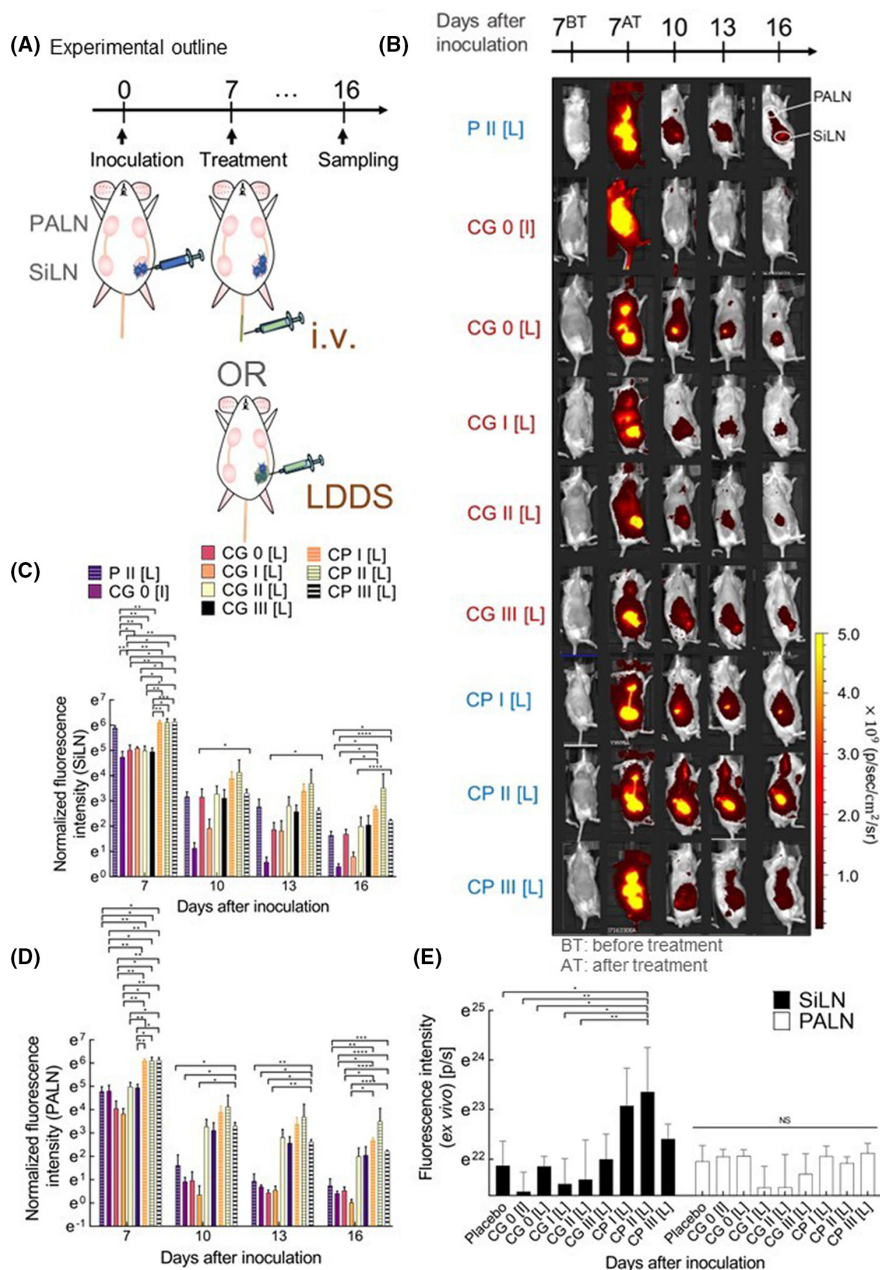 (A) Experimental outline
0 7 ... 16
Inoculation Treatment Sampling
PALN
SiLN
i.v.
OR
LDDS
(B) Days after
inoculation
7BT 7AT 10 13 16
PALN
SiLN
P II [L]
CG 0 [I]
CG 0 [L]
CG I [L]
CG II [L]
CG III [L]
CP I [L]
CP II [L]
CP III [L]
5.0
4.0
3.0
2.0
1.0
× 10⁹ (p/sec/cm²/sr)
BT: before treatment
AT: after treatment
(C)
P II [L]
CG 0 [I]
CG 0 [L]
CG I [L]
CG II [L]
CG III [L]
CP I [L]
CP II [L]
CP III [L]
Normalized fluorescence
intensity (SiLN)
e⁷
e⁶
e⁵
e⁴
e³
e²
e¹
e⁰
7 10 13 16
Days after inoculation
(D)
Normalized fluorescence
intensity (PALN)
e⁷
e⁶
e⁵
e⁴
e³
e²
e¹
e⁰
e⁻¹
7 10 13 16
Days after inoculation
(E)
SiLN
PALN
Fluorescence intensity
(ex vivo) [p/s]
e²⁵
e²⁴
e²³
e²²
NS
Placebo
CG 0 [I]
CG 0 [L]
CG I [L]
CG II [L]
CG III [L]
CP I [L]
CP II [L]
CP III [L]
Placebo
CG 0 [I]
CG 0 [L]
CG I [L]
CG II [L]
CG III [L]
CP I [L]
CP II [L]
CP III [L]
Days after inoculation